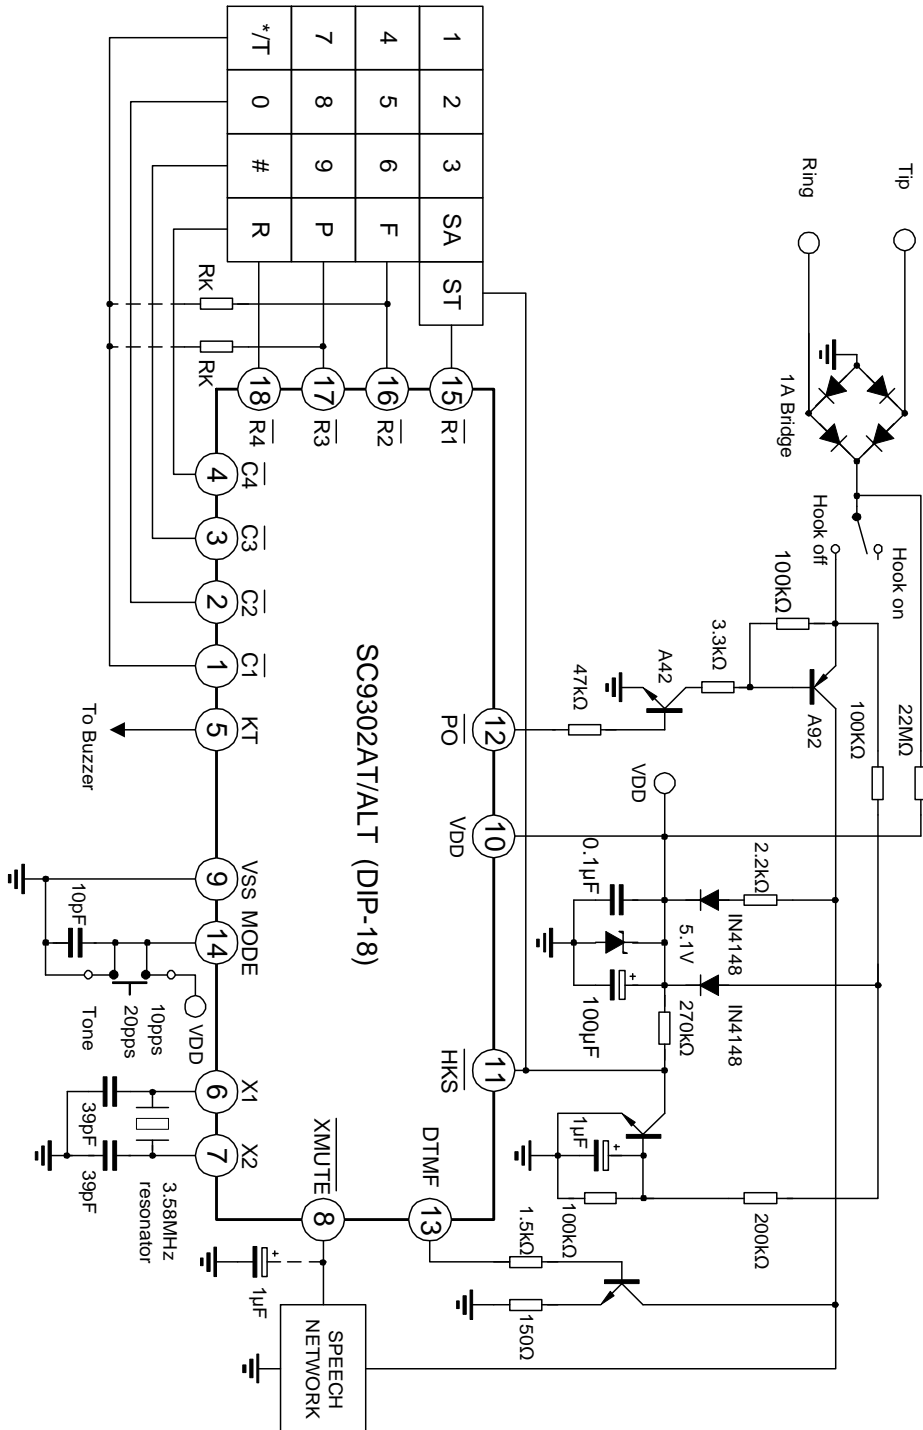 Tip
Ring
1A Bridge
Hook on
Hook off
1
2
3
SA
ST
4
5
6
F
7
8
9
P
*/T
0
#
R
RK
RK
22MΩ
100KΩ
A92
100kΩ
3.3kΩ
A42
47kΩ
VDD
2.2kΩ
IN4148
IN4148
5.1V
0.1μF
100μF
270kΩ
1μF
100kΩ
200kΩ
1.5kΩ
150Ω
15
R1
16
R2
17
R3
18
R4
4
C4
3
C3
2
C2
1
C1
5
KT
To Buzzer
12
PO
10
VDD
SC9302AT/ALT (DIP-18)
9
VSS
14
MODE
10pF
VDD
10pps
20pps
Tone
11
HKS
6
X1
7
X2
39pF
39pF
3.58MHz
resonator
DTMF
13
XMUTE
8
1μF
SPEECH
NETWORK